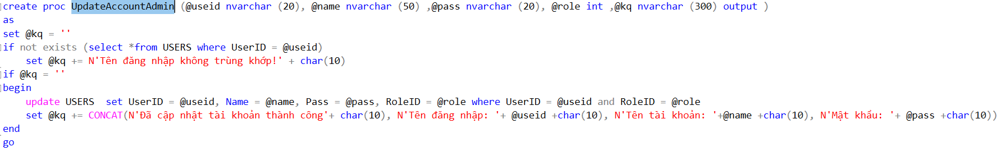 create proc UpdateAccountAdmin (@useid nvarchar (20), @name nvarchar (50) ,@pass nvarchar (20), @role int ,@kq nvarchar (300) output )
as
set @kq = ''
if not exists (select *from USERS where UserID = @useid)
    set @kq += N'Tên đăng nhập không trùng khớp!' + char(10)
if @kq = ''
begin
    update USERS  set UserID = @useid, Name = @name, Pass = @pass, RoleID = @role where UserID = @useid and RoleID = @role
    set @kq += CONCAT(N'Đã cập nhật tài khoản thành công'+ char(10), N'Tên đăng nhập: '+ @useid +char(10), N'Tên tài khoản: '+@name +char(10), N'Mật khẩu: '+ @pass +char(10))
end
go